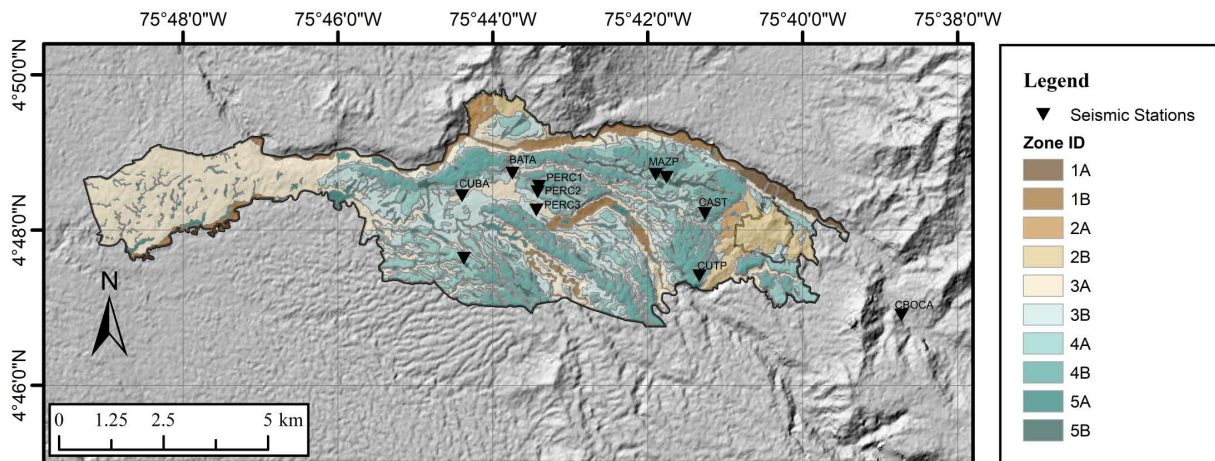 75°48'0"W 75°46'0"W 75°44'0"W 75°42'0"W 75°40'0"W 75°38'0"W
4°50'0"N
4°48'0"N
4°46'0"N
BATA
MAZP
PERC1
CUBA
PERC2
CAST
PERC3
CUTP
CBOCA
N
0 1.25 2.5 5 km
Legend
Seismic Stations
Zone ID
1A
1B
2A
2B
3A
3B
4A
4B
5A
5B